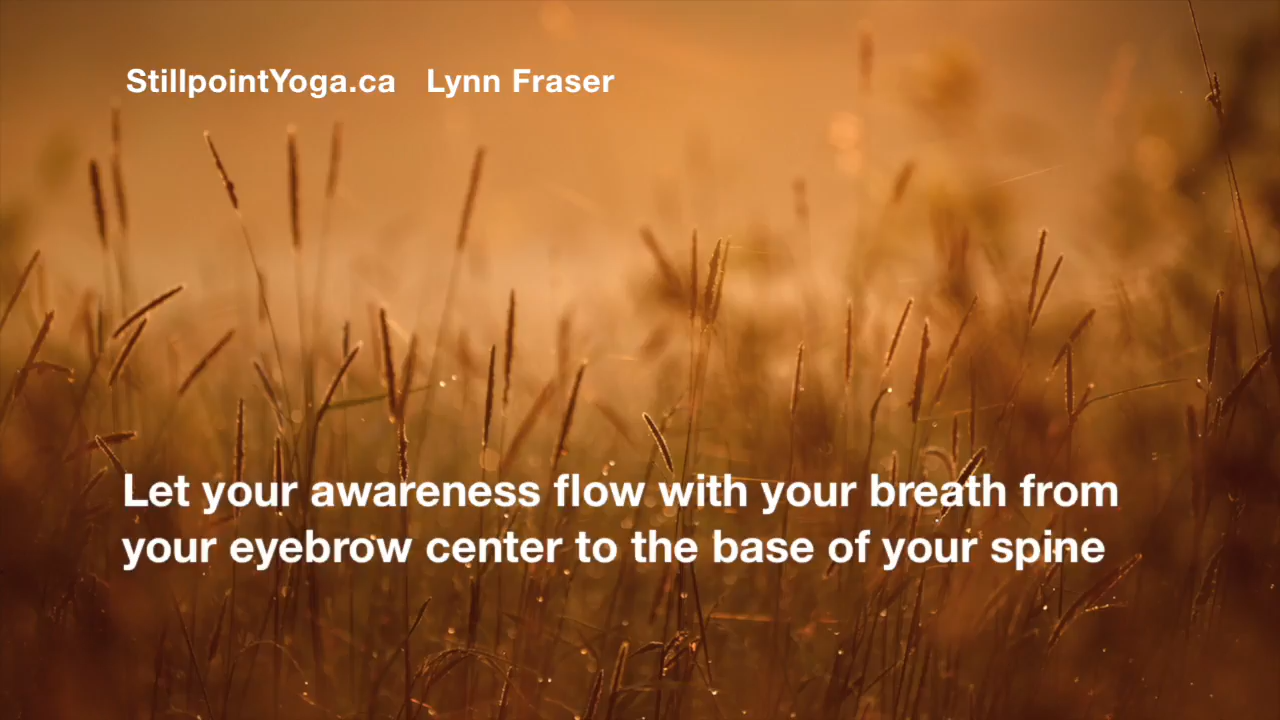 StillpointYoga.ca Lynn Fraser
Let your awareness flow with your breath from
your eyebrow center to the base of your spine